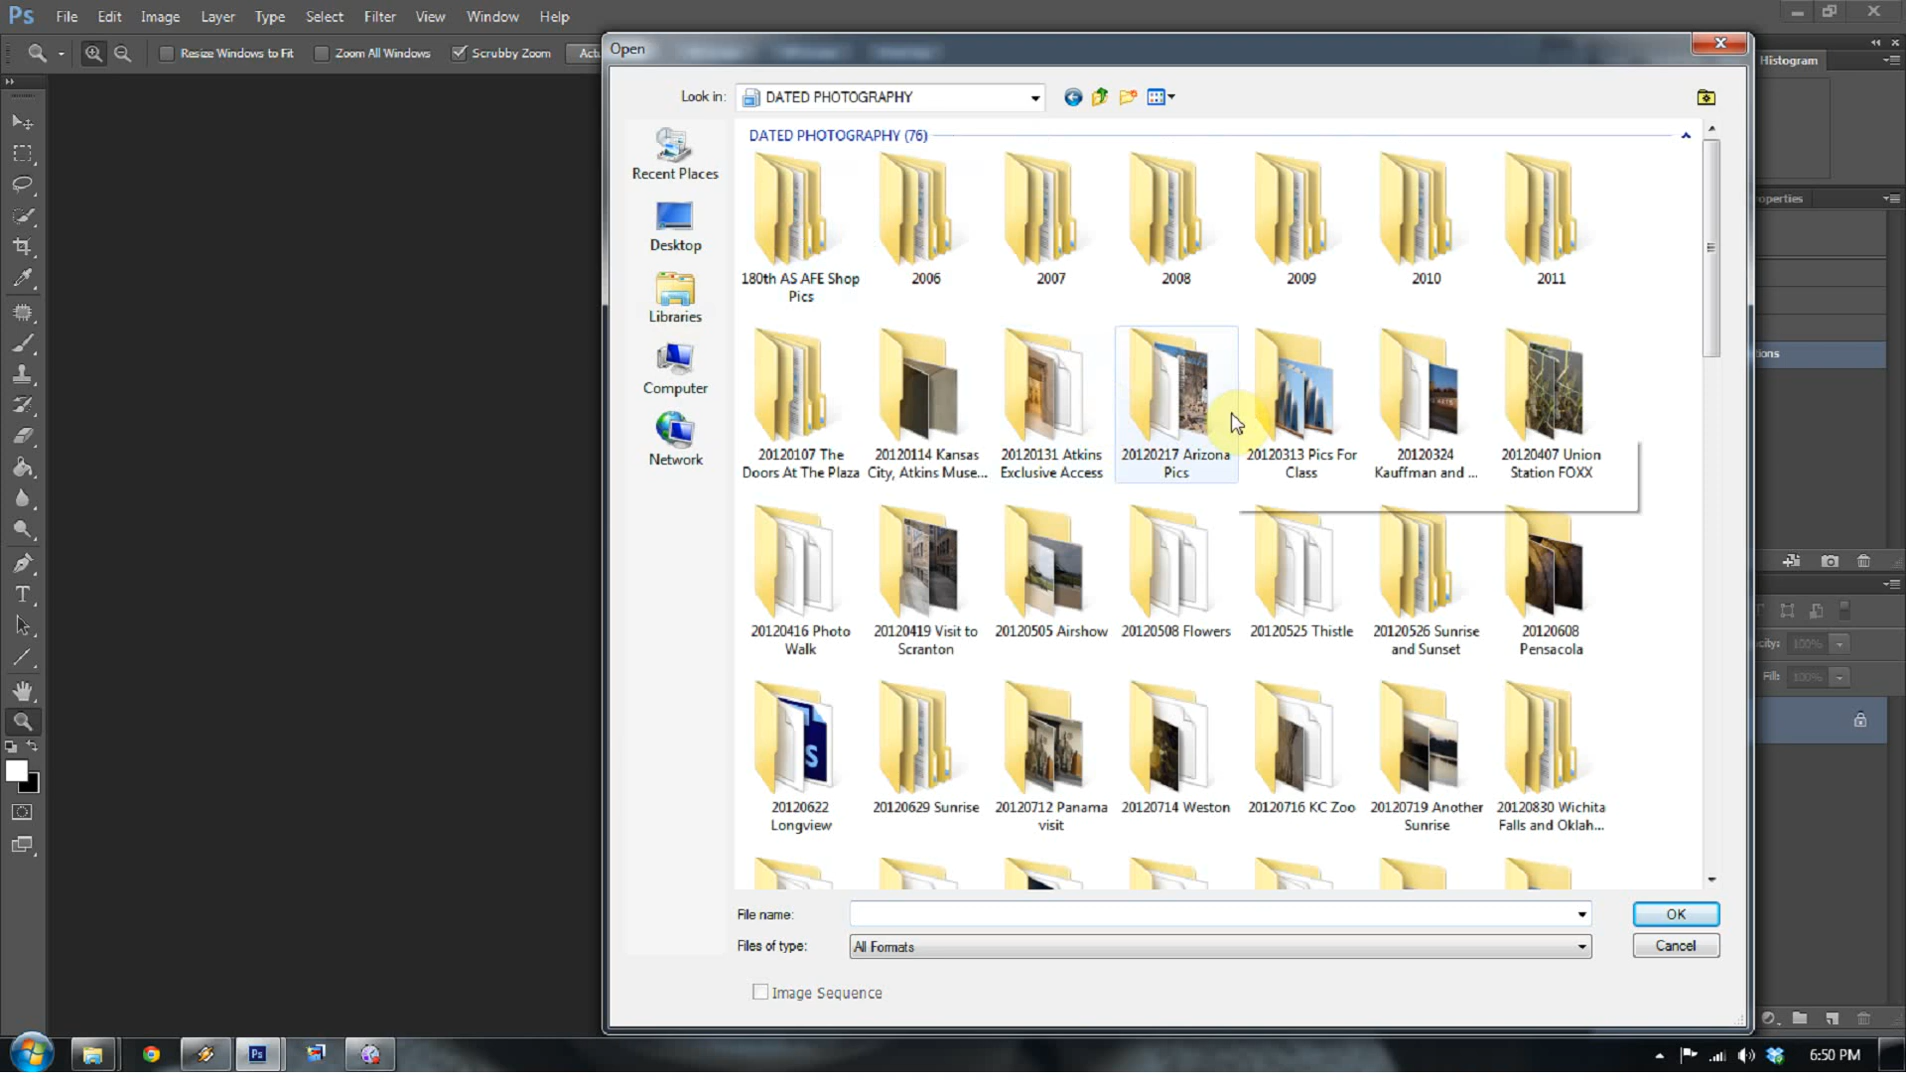 Ps File Edit Image Layer Type Select Filter View Window Help
Resize Windows to Fit Zoom All Windows Scrubby Zoom
Open
Histogram
Look in: DATED PHOTOGRAPHY
DATED PHOTOGRAPHY (76)
Recent Places
Desktop
Libraries
Computer
Network
180th AS AFE Shop
Pics
2006
2007
2008
2009
2010
2011
20120107 The
Doors At The Plaza
20120114 Kansas
City, Atkins Muse...
20120131 Atkins
Exclusive Access
20120217 Arizona
Pics
20120313 Pics For
Class
20120324
Kauffman and ...
20120407 Union
Station FOXX
20120416 Photo
Walk
20120419 Visit to
Scranton
20120505 Airshow
20120508 Flowers
20120525 Thistle
20120526 Sunrise
and Sunset
20120608
Pensacola
20120622
Longview
20120629 Sunrise
20120712 Panama
visit
20120714 Weston
20120716 KC Zoo
20120719 Another
Sunrise
20120830 Wichita
Falls and Oklah...
File name:
OK
Files of type: All Formats
Cancel
Image Sequence
Fill: 100%
100%
Ps
6:50 PM